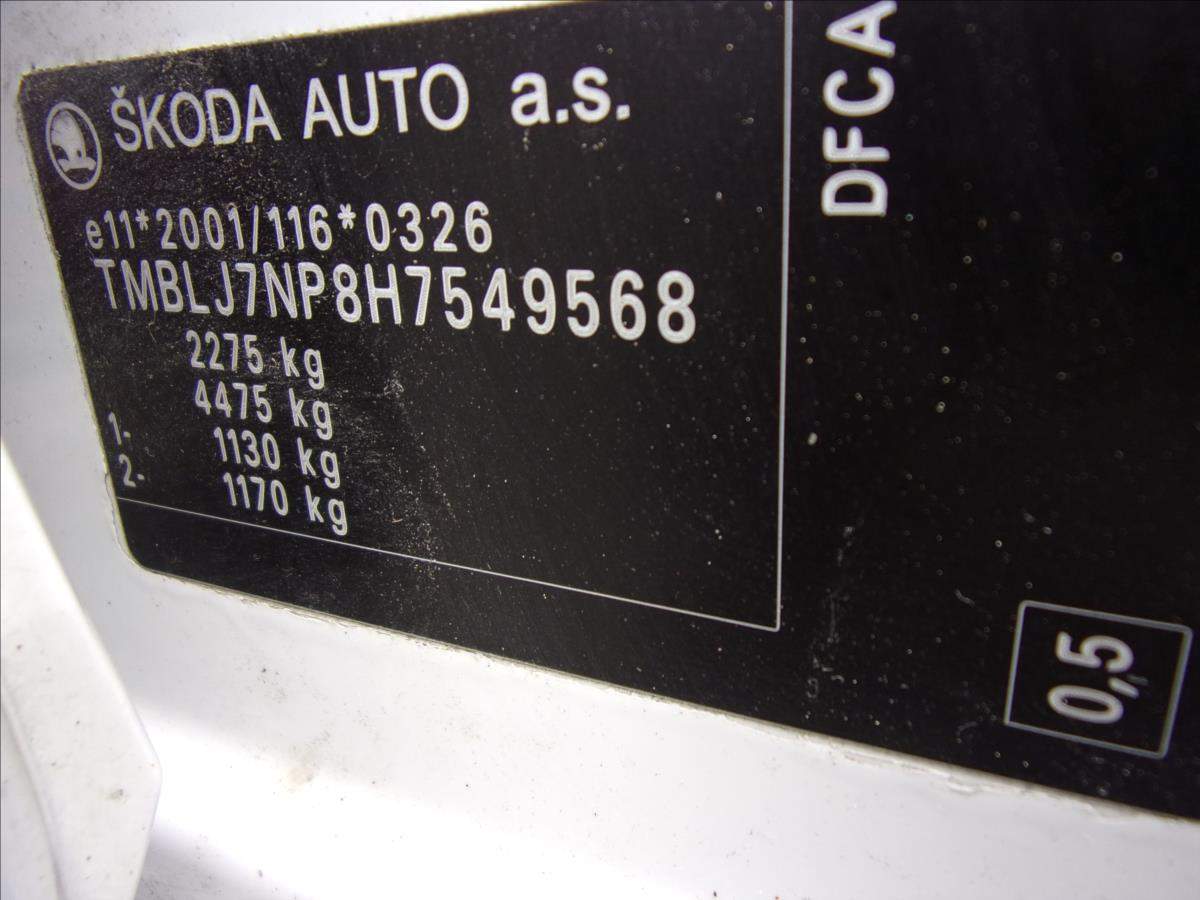 ŠKODA AUTO a.s.
e11*2001/116*0326
TMBLJ7NP8H7549568
2275 kg
4475 kg
1- 1130 kg
2- 1170 kg
DFCA
0,5